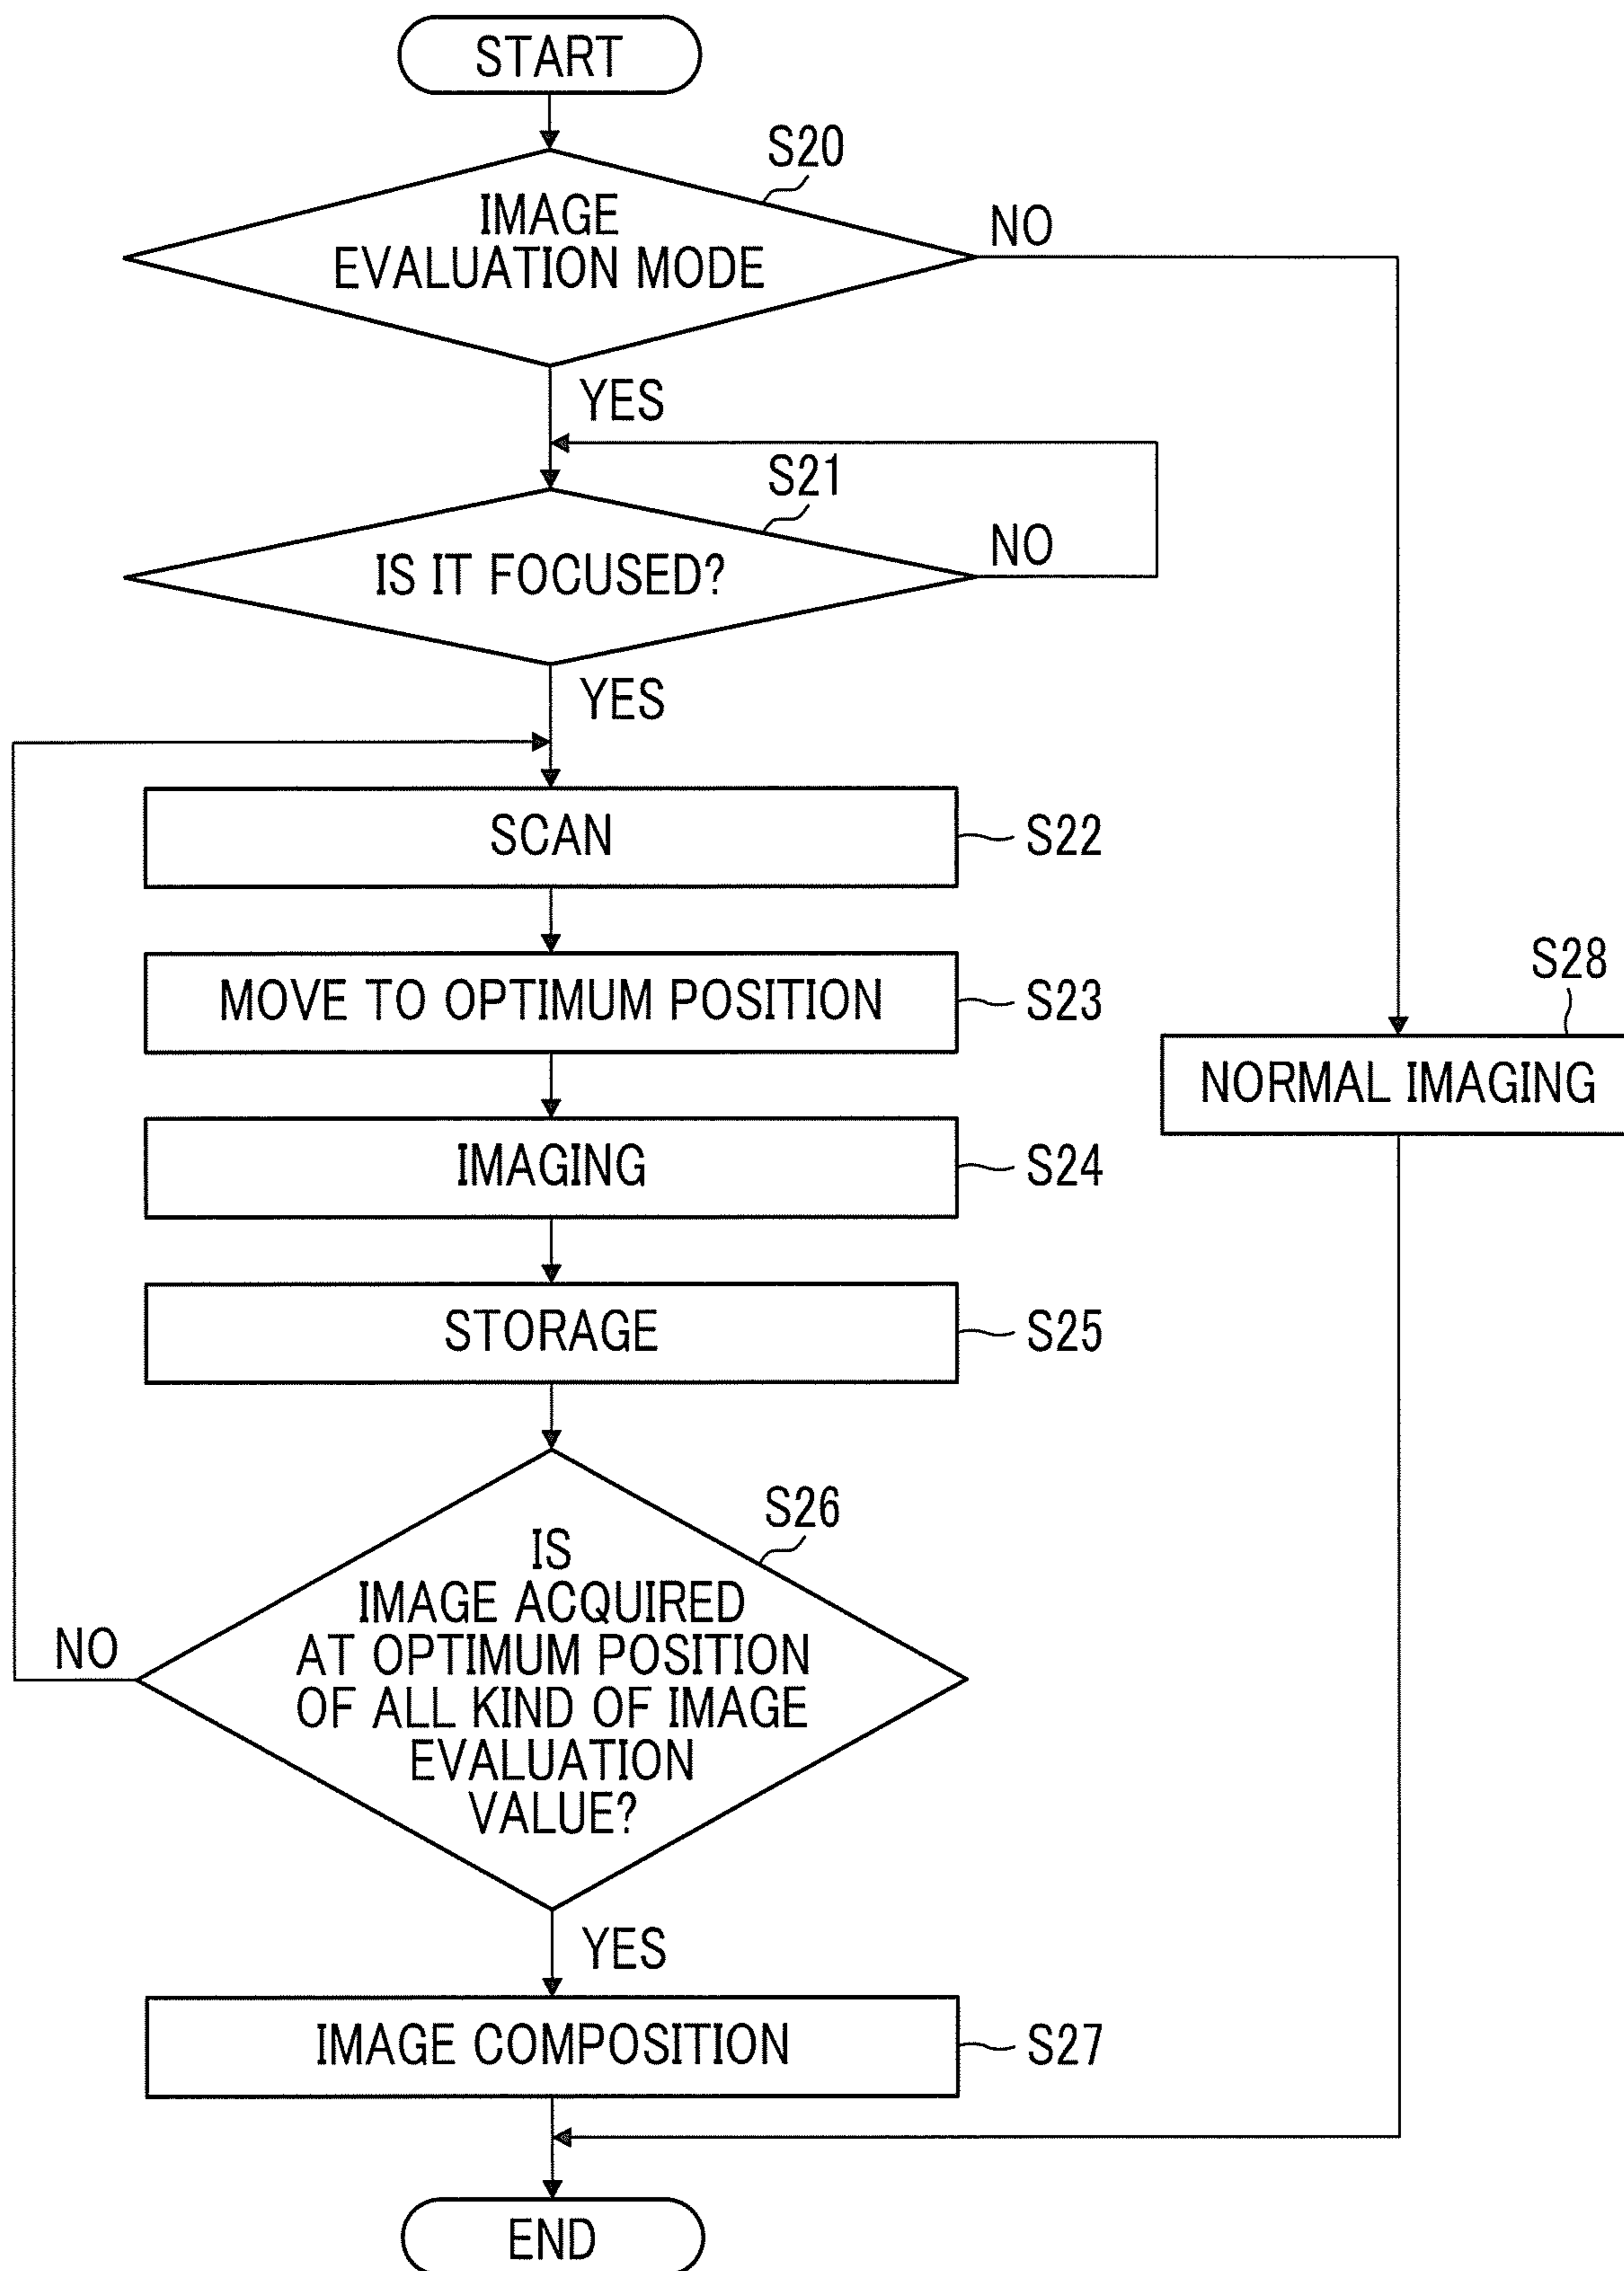 START
S20
IMAGE
EVALUATION MODE
NO
YES
S21
IS IT FOCUSED?
NO
YES
SCAN
S22
MOVE TO OPTIMUM POSITION
S23
S28
NORMAL IMAGING
IMAGING
S24
STORAGE
S25
S26
IS
IMAGE ACQUIRED
AT OPTIMUM POSITION
OF ALL KIND OF IMAGE
EVALUATION
VALUE?
NO
YES
IMAGE COMPOSITION
S27
END